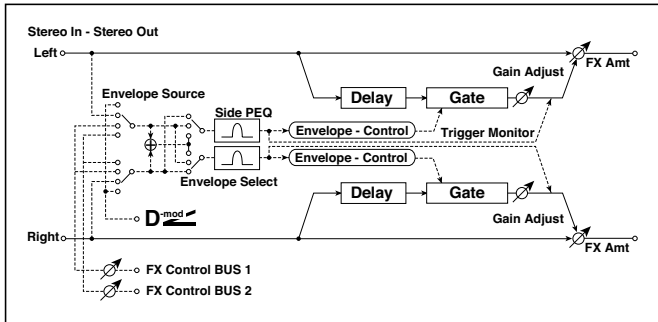 Stereo In - Stereo Out
Left
FX Amt
Gain Adjust
Envelope Source
Side PEQ
Delay
Gate
Envelope - Control
Trigger Monitor
Envelope - Control
Envelope Select
D-mod
Delay
Gate
Gain Adjust
Right
FX Amt
FX Control BUS 1
FX Control BUS 2